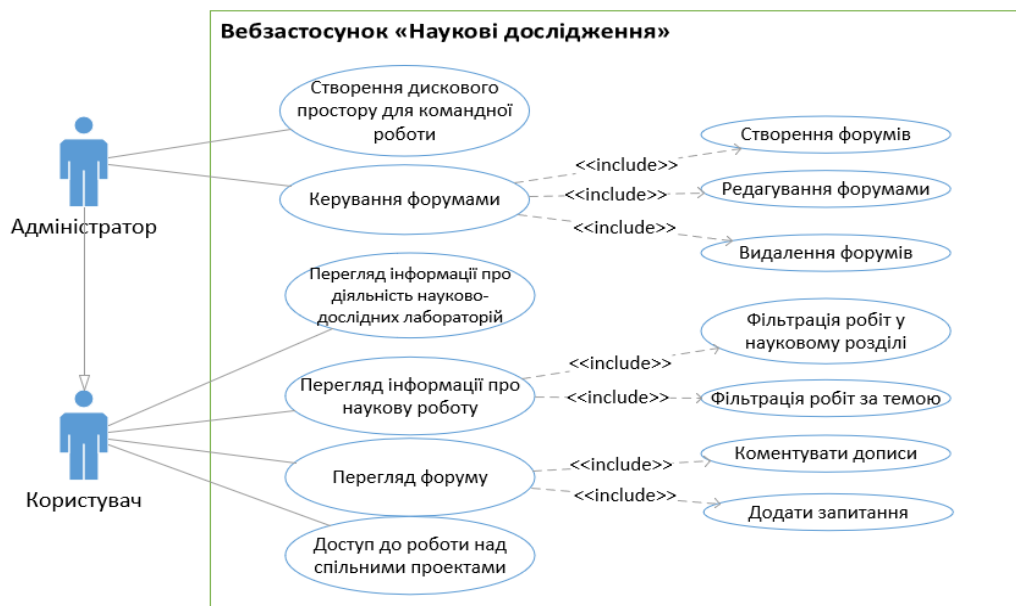 Вебзастосунок «Наукові дослідження»
Створення дискового
простору для командної
роботи
Керування форумами
<<include>>
<<include>>
<<include>>
Створення форумів
Редагування форумами
Видалення форумів
Адміністратор
Перегляд інформації про
діяльність науково-
дослідних лабораторій
Перегляд інформації про
наукову роботу
<<include>>
<<include>>
Фільтрація робіт у
науковому розділі
Фільтрація робіт за темою
Перегляд форуму
<<include>>
<<include>>
Коментувати дописи
Додати запитання
Користувач
Доступ до роботи над
спільними проектами